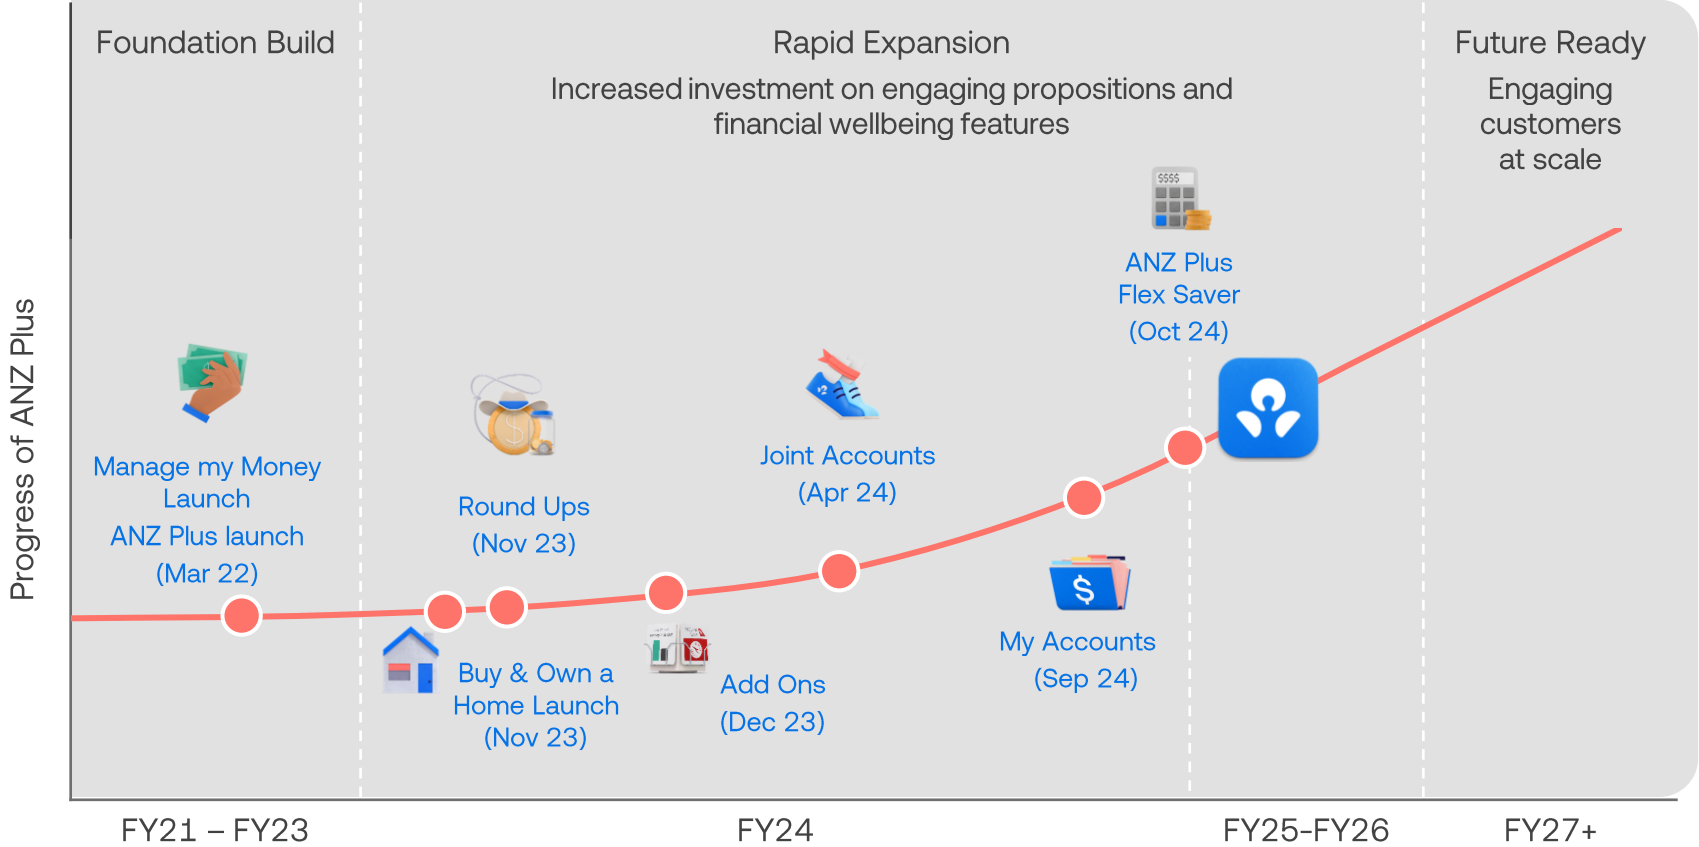 Foundation Build
Rapid Expansion
Increased investment on engaging propositions and
financial wellbeing features
Future Ready
Engaging
customers
at scale
Progress of ANZ Plus
$$$$
ANZ Plus
Flex Saver
(Oct 24)
Manage my Money
Launch
ANZ Plus launch
(Mar 22)
$
Round Ups
(Nov 23)
Joint Accounts
(Apr 24)
Buy & Own a
Home Launch
(Nov 23)
Add Ons
(Dec 23)
$
My Accounts
(Sep 24)
FY21 – FY23
FY24
FY25-FY26
FY27+